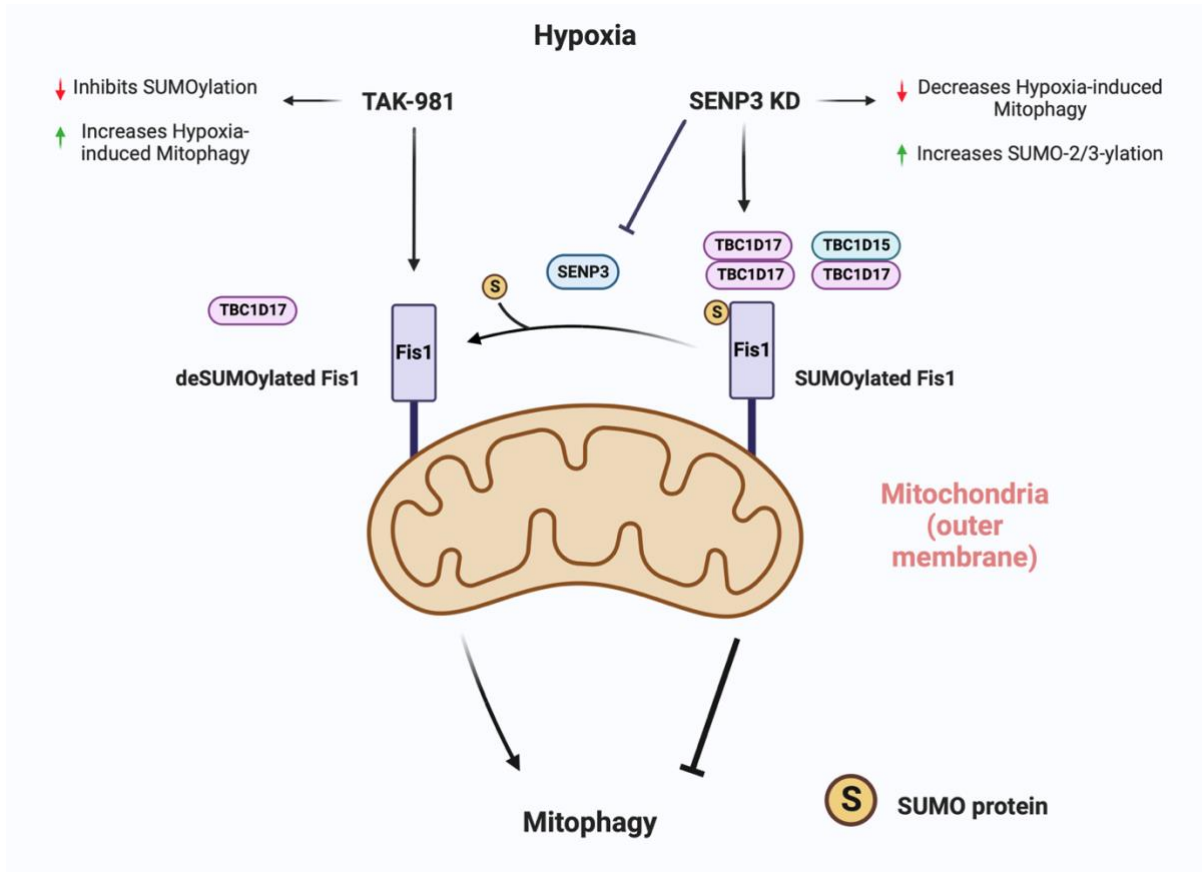 Hypoxia
Inhibits SUMOylation
Increases Hypoxia-
induced Mitophagy
TAK-981
SENP3 KD
Decreases Hypoxia-induced
Mitophagy
Increases SUMO-2/3-ylation
TBC1D17
TBC1D17
TBC1D15
TBC1D17
SENP3
S
S
TBC1D17
Fis1
Fis1
deSUMOylated Fis1
SUMOylated Fis1
Mitochondria
(outer
membrane)
Mitophagy
S
SUMO protein